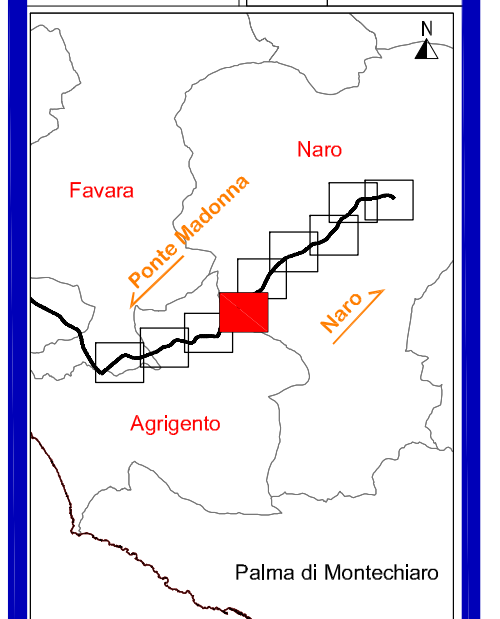 N
Naro
Favara
Ponte Madonna
Naro
Agrigento
Palma di Montechiaro